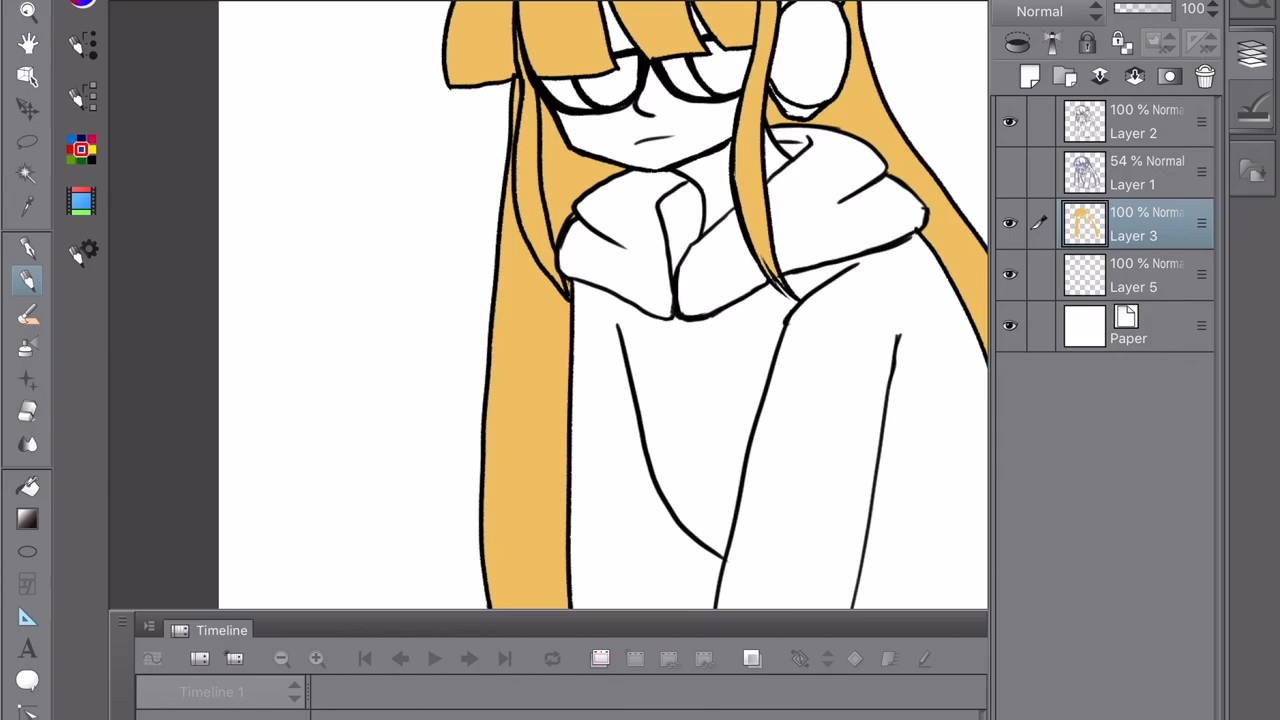 Normal
100
100 % Norma
Layer 2
54 % Normal
Layer 1
100 % Norma
Layer 3
100 % Norma
Layer 5
Paper
Timeline
Timeline 1
A